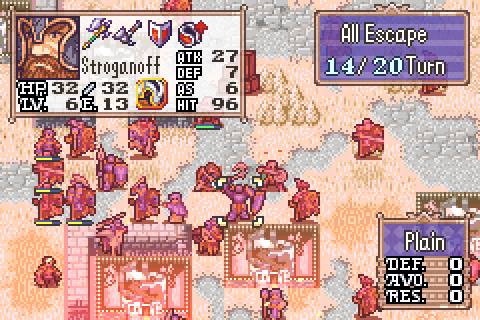 Stroganoff
HP 32 32
LV. 6 E. 13
ATK 27
DEF 7
AS 6
HIT 96
All Escape
14/20 Turn
Plain
DEF. 0
AVO. 0
RES. 0